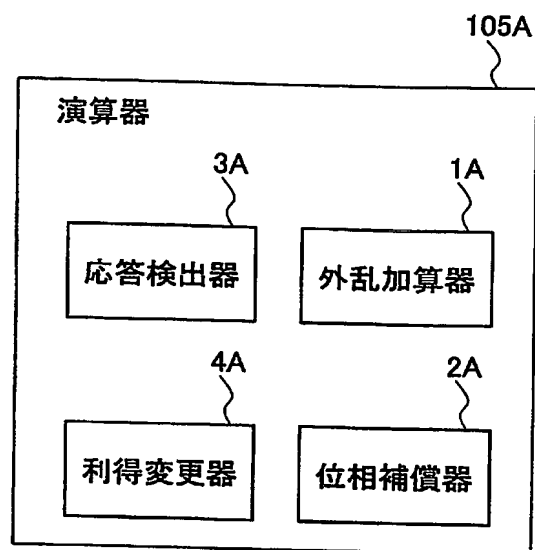 105A
演算器
3A
1A
応答検出器
外乱加算器
4A
2A
利得変更器
位相補償器